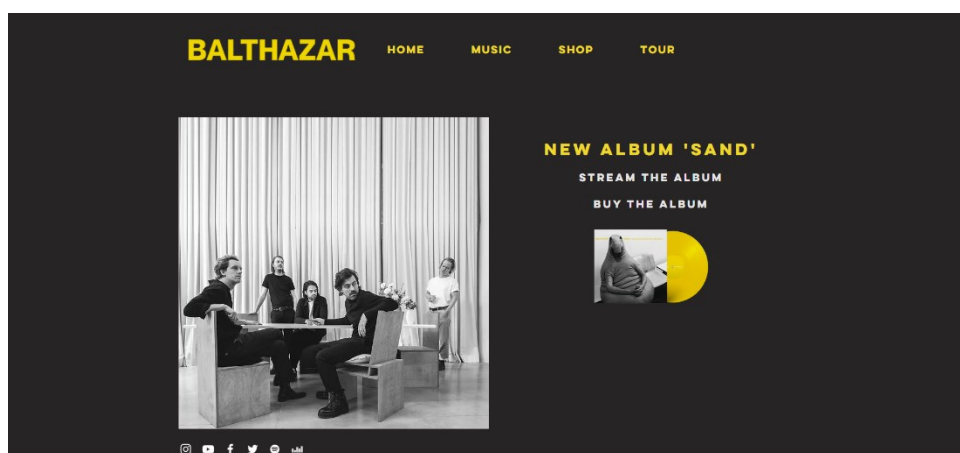 BALTHAZAR HOME MUSIC SHOP TOUR
NEW ALBUM 'SAND'
STREAM THE ALBUM
BUY THE ALBUM